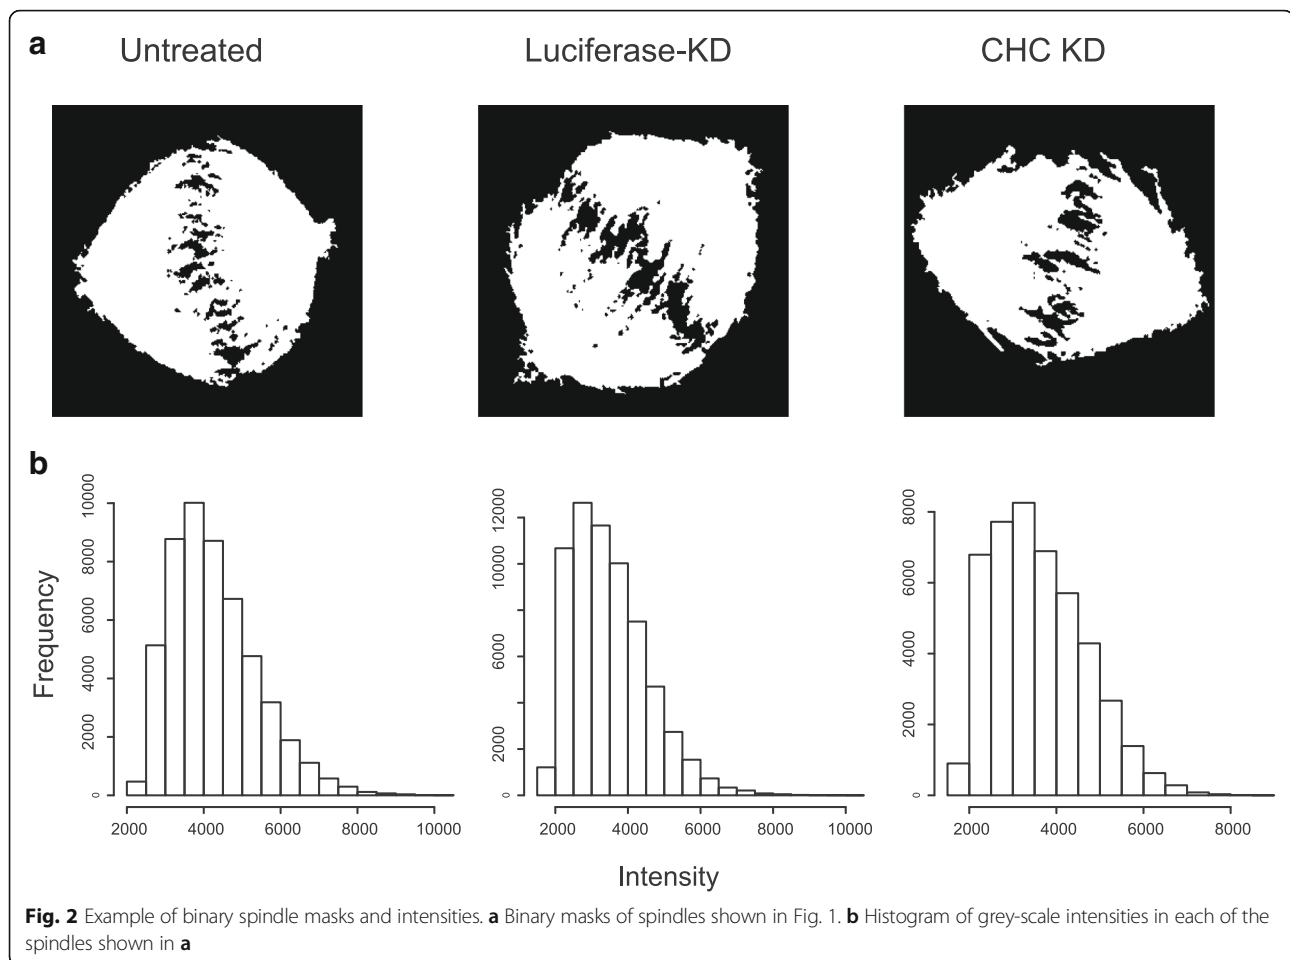 a
Untreated Luciferase-KD CHC KD
b
Frequency
0 2000 4000 6000 8000 10000
2000 4000 6000 8000 10000
0 2000 6000 10000 12000
2000 4000 6000 8000 10000
0 2000 4000 6000 8000
2000 4000 6000 8000
Intensity
Fig. 2 Example of binary spindle masks and intensities. a Binary masks of spindles shown in Fig. 1. b Histogram of grey-scale intensities in each of the
spindles shown in a